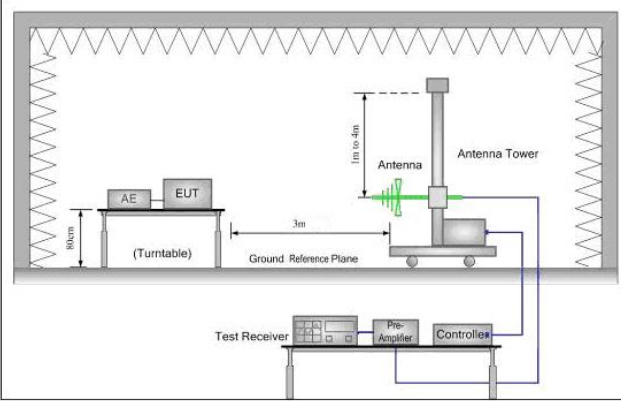 1m to 4m
Antenna
Antenna Tower
AE
EUT
80cm
(Turntable)
3m
Ground Reference Plane
Test Receiver
Pre-
Amplifier
Controller